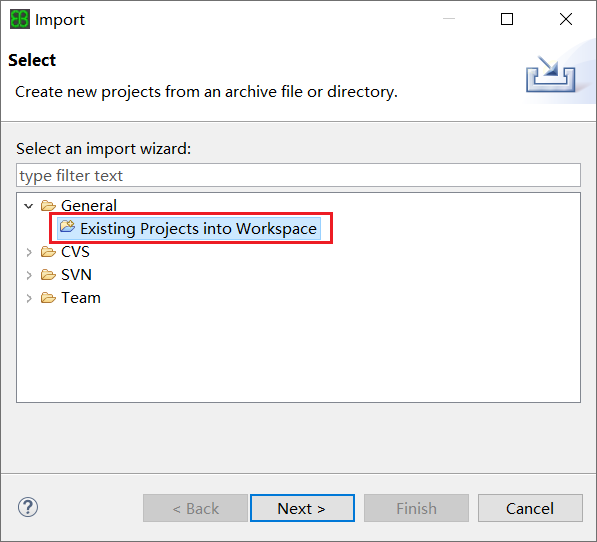 Import
Select
Create new projects from an archive file or directory.
Select an import wizard:
type filter text
General
Existing Projects into Workspace
CVS
SVN
Team
?
< Back
Next >
Finish
Cancel